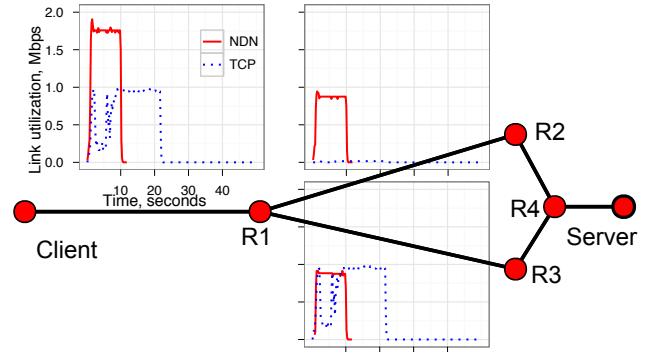 Link utilization, Mbps
2.0
1.5
1.0
0.5
0.0
NDN
TCP
10 20 30 40
Time, seconds
Client
R1
R2
R4
Server
R3